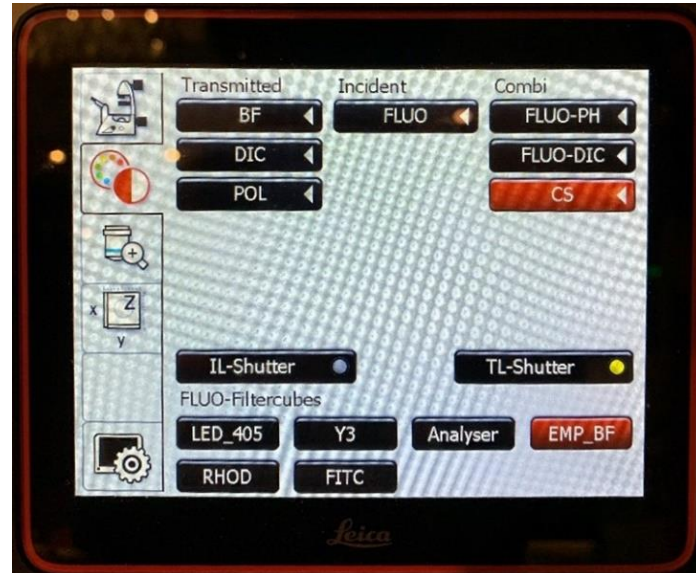 Transmitted Incident Combi
BF FLUO FLUO-PH
DIC FLUO-DIC
POL CS
x Z
y
IL-Shutter TL-Shutter
FLUO-Filtercubes
LED_405 Y3 Analyser EMP_BF
RHOD FITC
Leica